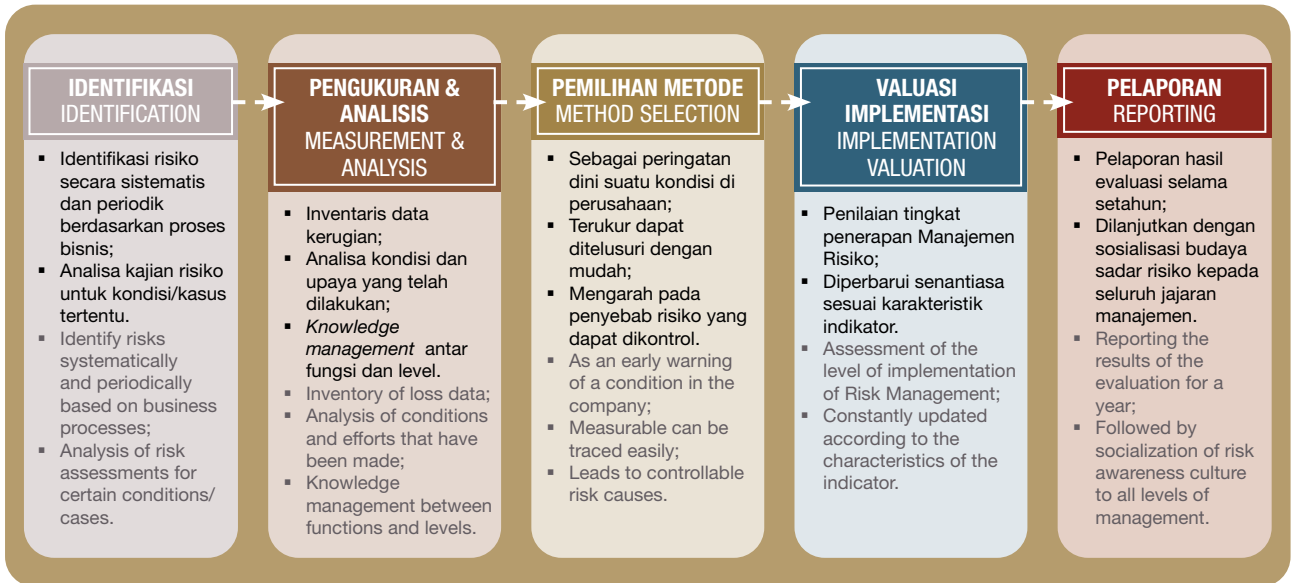 IDENTIFIKASI
IDENTIFICATION
▪ Identifikasi risiko
secara sistematis
dan periodik
berdasarkan proses
bisnis;
▪ Analisa kajian risiko
untuk kondisi/kasus
tertentu.
▪ Identify risks
systematically
and periodically
based on business
processes;
▪ Analysis of risk
assessments for
certain conditions/
cases.
PENGUKURAN &
ANALISIS
MEASUREMENT &
ANALYSIS
▪ Inventaris data
kerugian;
▪ Analisa kondisi dan
upaya yang telah
dilakukan;
▪ Knowledge
management antar
fungsi dan level.
▪ Inventory of loss data;
▪ Analysis of conditions
and efforts that have
been made;
▪ Knowledge
management between
functions and levels.
PEMILIHAN METODE
METHOD SELECTION
▪ Sebagai peringatan
dini suatu kondisi di
perusahaan;
▪ Terukur dapat
ditelusuri dengan
mudah;
▪ Mengarah pada
penyebab risiko yang
dapat dikontrol.
▪ As an early warning
of a condition in the
company;
▪ Measurable can be
traced easily;
▪ Leads to controllable
risk causes.
VALUASI
IMPLEMENTASI
IMPLEMENTATION
VALUATION
▪ Penilaian tingkat
penerapan Manajemen
Risiko;
▪ Diperbarui senantiasa
sesuai karakteristik
indikator.
▪ Assessment of the
level of implementation
of Risk Management;
▪ Constantly updated
according to the
characteristics of the
indicator.
PELAPORAN
REPORTING
▪ Pelaporan hasil
evaluasi selama
setahun;
▪ Dilanjutkan dengan
sosialisasi budaya
sadar risiko kepada
seluruh jajaran
manajemen.
▪ Reporting the
results of the
evaluation for a
year;
▪ Followed by
socialization of risk
awareness culture
to all levels of
management.